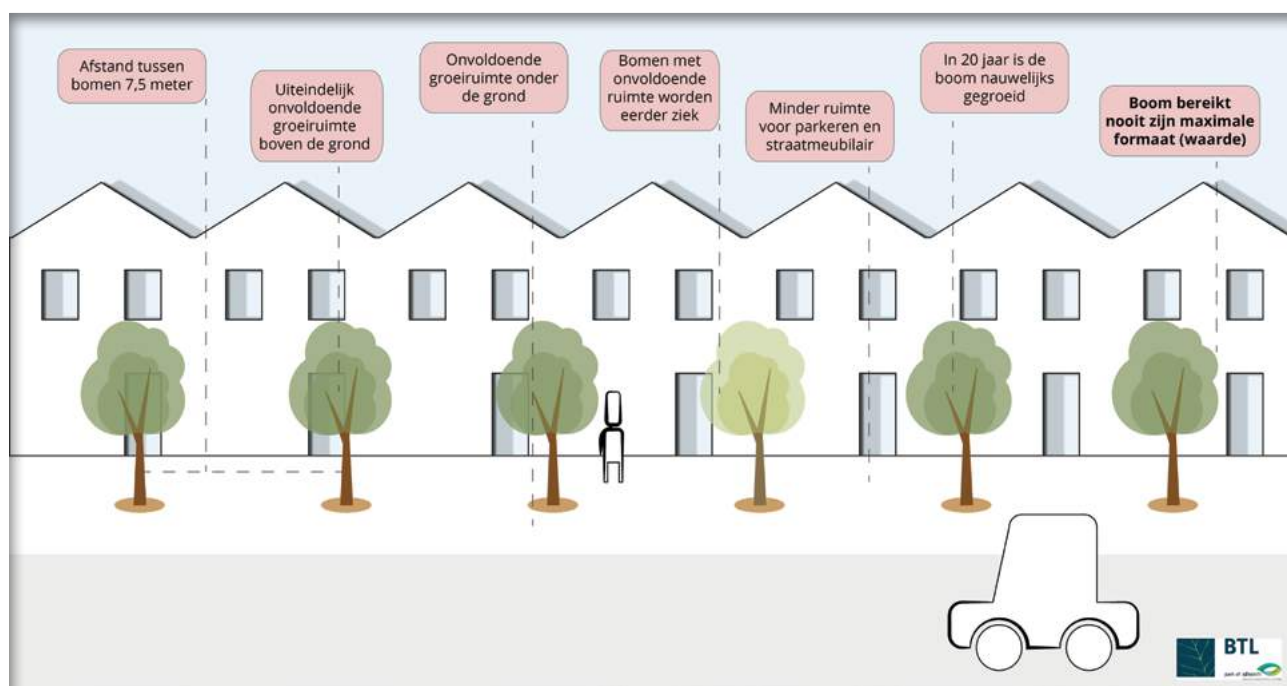 Afstand tussen
bomen 7,5 meter
Uiteindelijk
onvoldoende
groeiruimte
boven de grond
Onvoldoende
groeiruimte onder
de grond
Bomen met
onvoldoende
ruimte worden
eerder ziek
Minder ruimte
voor parkeren en
straatmeubilair
In 20 jaar is de
boom nauwelijks
gegroeid
Boom bereikt
nooit zijn maximale
formaat (waarde)
BTL